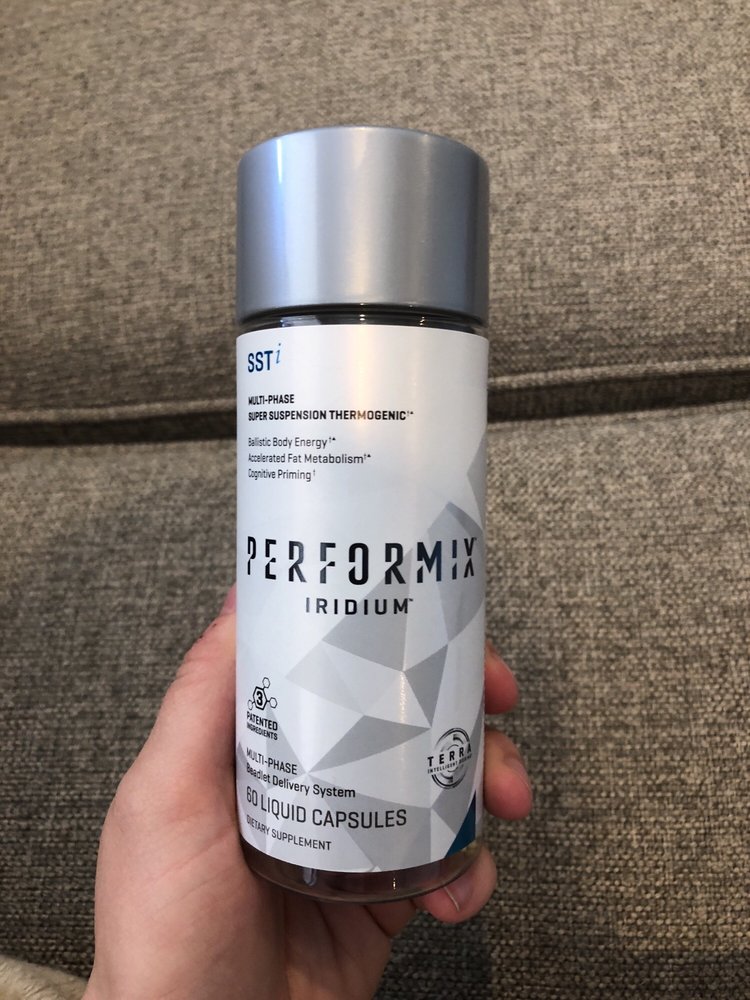 SSTi
MULTI-PHASE
SUPER SUSPENSION THERMOGENIC†▲
Ballistic Body Energy†▲
Accelerated Fat Metabolism†▲
Cognitive Priming†
PERFORMIX
IRIDIUM™
3
PATENTED
INGREDIENTS
TERRA
INTELLIGENT
MULTI-PHASE
Beadlet Delivery System
60 LIQUID CAPSULES
DIETARY SUPPLEMENT